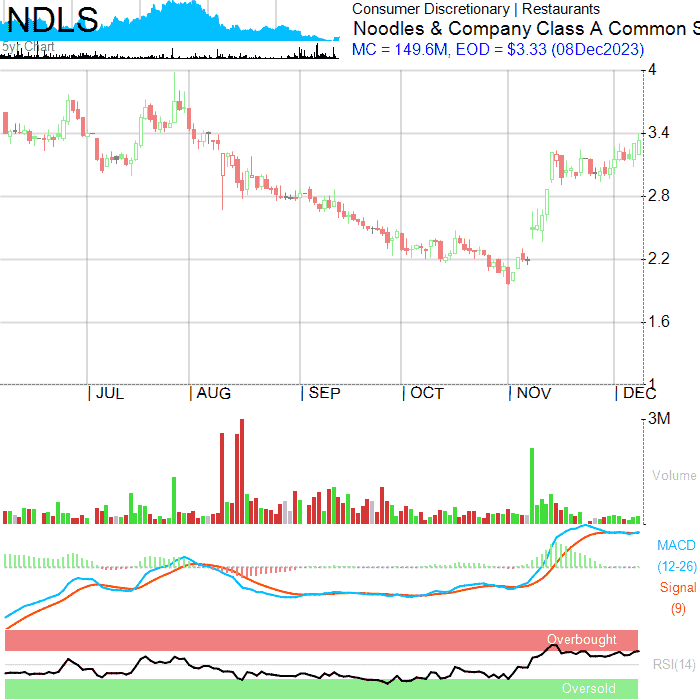 NDLS
5yr Chart
Consumer Discretionary | Restaurants
Noodles & Company Class A Common S
MC = 149.6M, EOD = $3.33 (08Dec2023)
4
3.4
2.8
2.2
1.6
1
| JUL | AUG | SEP | OCT | NOV | DEC
3M
Volume
MACD
(12-26)
Signal
(9)
Overbought
RSI(14)
Oversold